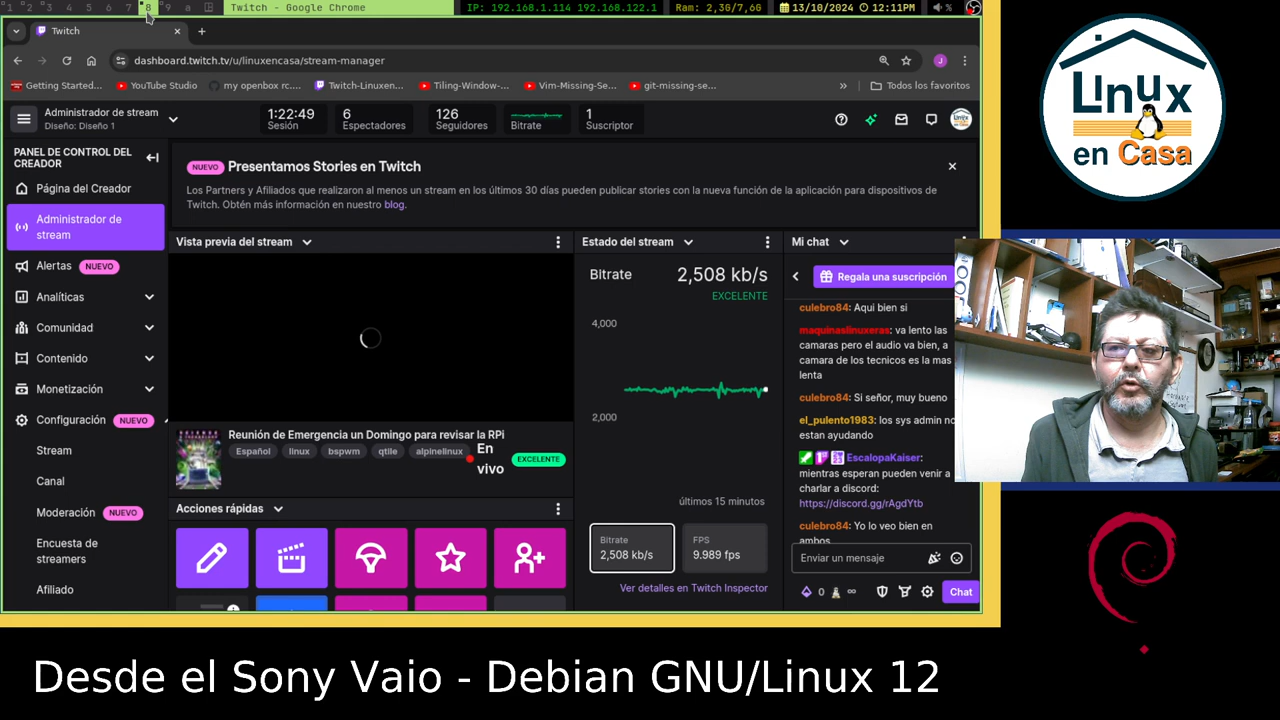 1 2 3 4 5 6 7 8 9 a
Twitch - Google Chrome
IP: 192.168.1.114 192.168.122.1
Ram: 2,3G/7,6G
13/10/2024 12:11PM
%
Twitch
dashboard.twitch.tv/u/linuxencasa/stream-manager
J
Getting Started...
YouTube Studio
my openbox rc....
Twitch-Linuxen...
Tiling-Window-...
Vim-Missing-Se...
git-missing-se...
»
Todos los favoritos
Administrador de stream
Diseño: Diseño 1
1:22:49
Sesión
6
Espectadores
126
Seguidores
Bitrate
1
Suscriptor
PANEL DE CONTROL DEL
CREADOR
Página del Creador
Administrador de
stream
Alertas NUEVO
Analíticas
Comunidad
Contenido
Monetización
Configuración NUEVO
Stream
Canal
Moderación NUEVO
Encuesta de
streamers
Afiliado
NUEVO Presentamos Stories en Twitch
Los Partners y Afiliados que realizaron al menos un stream en los últimos 30 días pueden publicar stories con la nueva función de la aplicación para dispositivos de
Twitch. Obtén más información en nuestro blog.
Vista previa del stream
Reunión de Emergencia un Domingo para revisar la RPi
Español linux bspwm qtile alpinelinux
En
vivo
EXCELENTE
Acciones rápidas
Estado del stream
Bitrate 2,508 kb/s
EXCELENTE
4,000
2,000
últimos 15 minutos
Bitrate
2,508 kb/s
FPS
9.989 fps
Ver detalles en Twitch Inspector
Mi chat
Regala una suscripción
culebro84: Aqui bien si
maquinaslinuxeras: va lento las
camaras pero el audio va bien, a
camara de los tecnicos es la mas
lenta
culebro84: Si señor, muy bueno
el_pulento1983: los sys admin no
estan ayudando
EscalopaKaiser:
mientras esperan pueden venir a
charlar a discord:
https://discord.gg/rAgdYtb
culebro84: Yo lo veo bien en
ambos
Enviar un mensaje
0 ∞
Chat
Linux
en Casa
Desde el Sony Vaio - Debian GNU/Linux 12